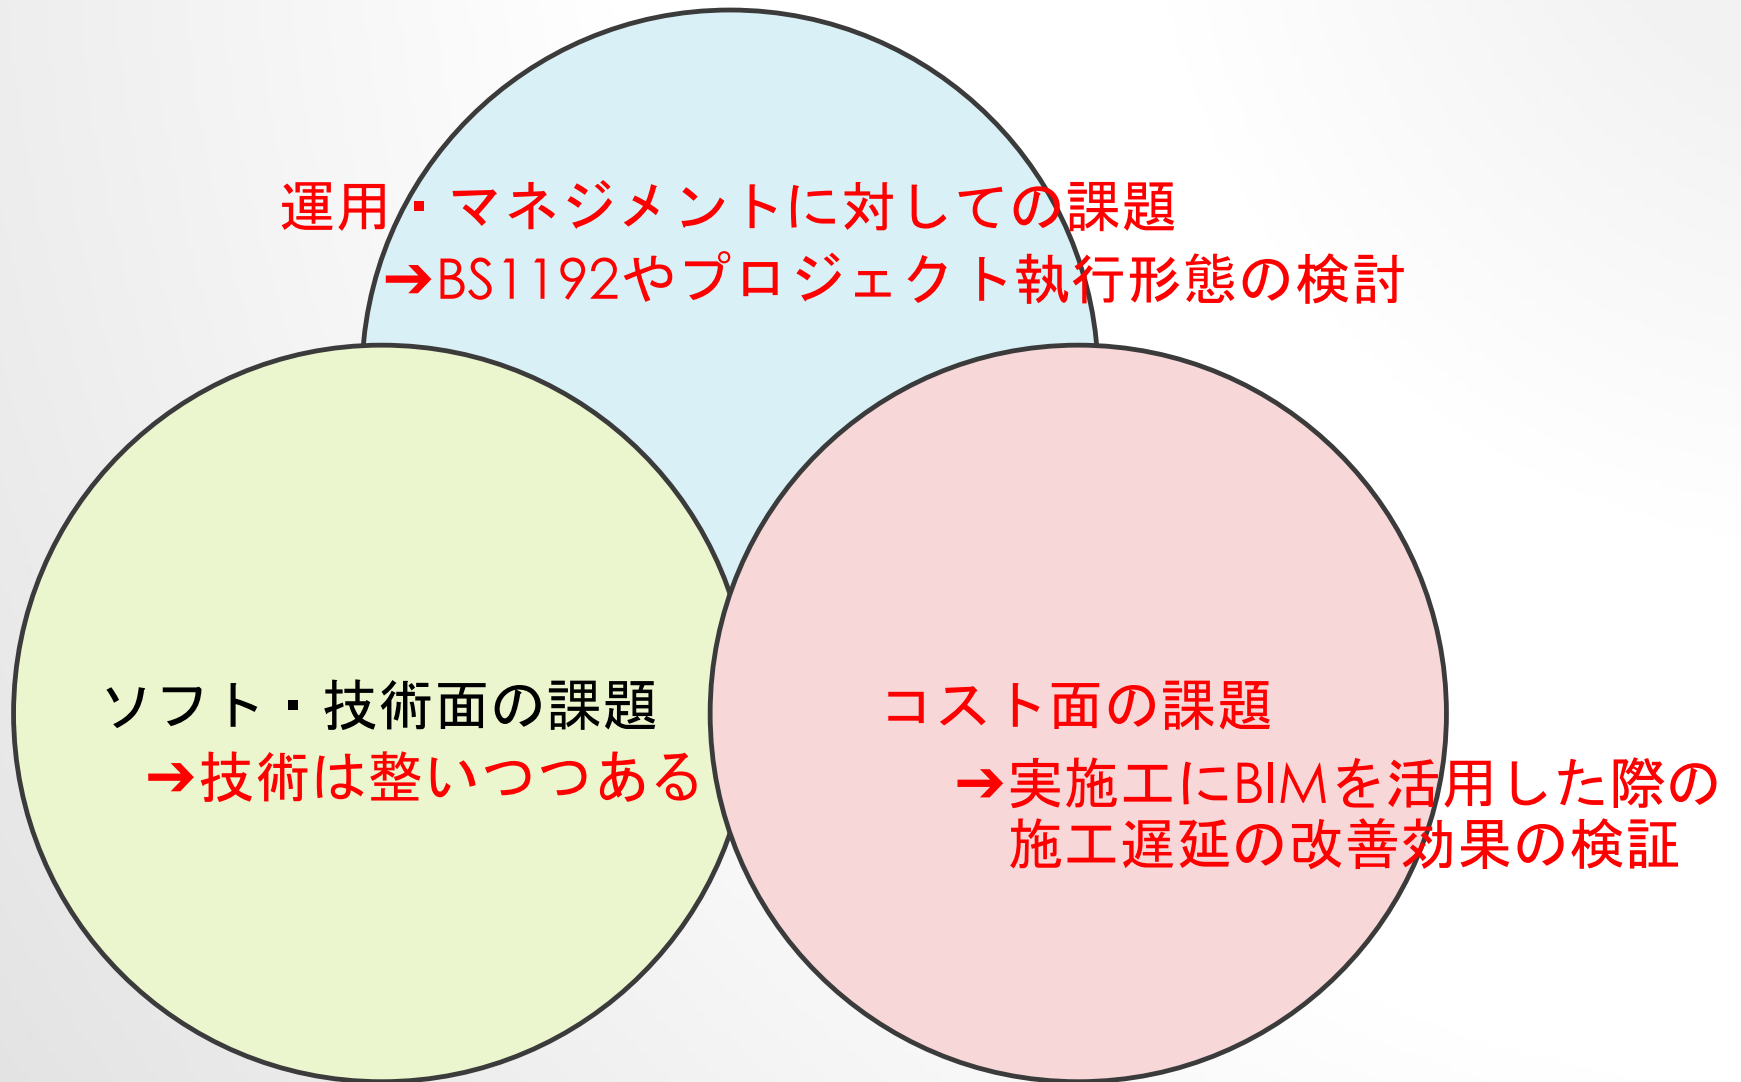 運用・マネジメントに対しての課題
➔BS1192やプロジェクト執行形態の検討
ソフト・技術面の課題
➔技術は整いつつある
コスト面の課題
➔実施工にBIMを活用した際の
施工遅延の改善効果の検証